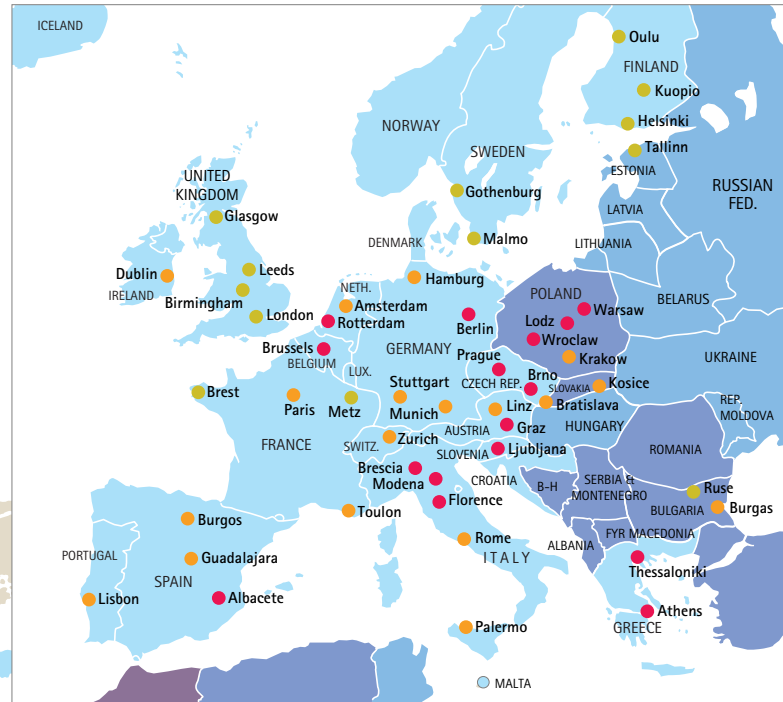 ICELAND
Oulu
FINLAND
Kuopio
NORWAY
Helsinki
SWEDEN
Tallinn
ESTONIA
UNITED
KINGDOM
Gothenburg
RUSSIAN
FED.
LATVIA
Glasgow
DENMARK
Malmo
LITHUANIA
Dublin
Leeds
Hamburg
IRELAND
Birmingham
NETH.
Amsterdam
POLAND
BELARUS
London
Rotterdam
Berlin
Lodz
Warsaw
Wroclaw
Brussels
BELGIUM
GERMANY
Prague
Krakow
UKRAINE
LUX.
CZECH REP.
Brno
SLOVAKIA
Kosice
Brest
Paris
Metz
Stuttgart
Munich
Linz
Bratislava
REP.
MOLDOVA
AUSTRIA
Graz
HUNGARY
FRANCE
SWITZ.
Zurich
SLOVENIA
Ljubljana
ROMANIA
Brescia
Modena
CROATIA
B-H
SERBIA &
MONTENEGRO
Ruse
Florence
BULGARIA
Burgas
Burgos
Toulon
Rome
ITALY
ALBANIA
FYR MACEDONIA
PORTUGAL
Guadalajara
SPAIN
Thessaloniki
Lisbon
Albacete
Athens
Palermo
GREECE
MALTA